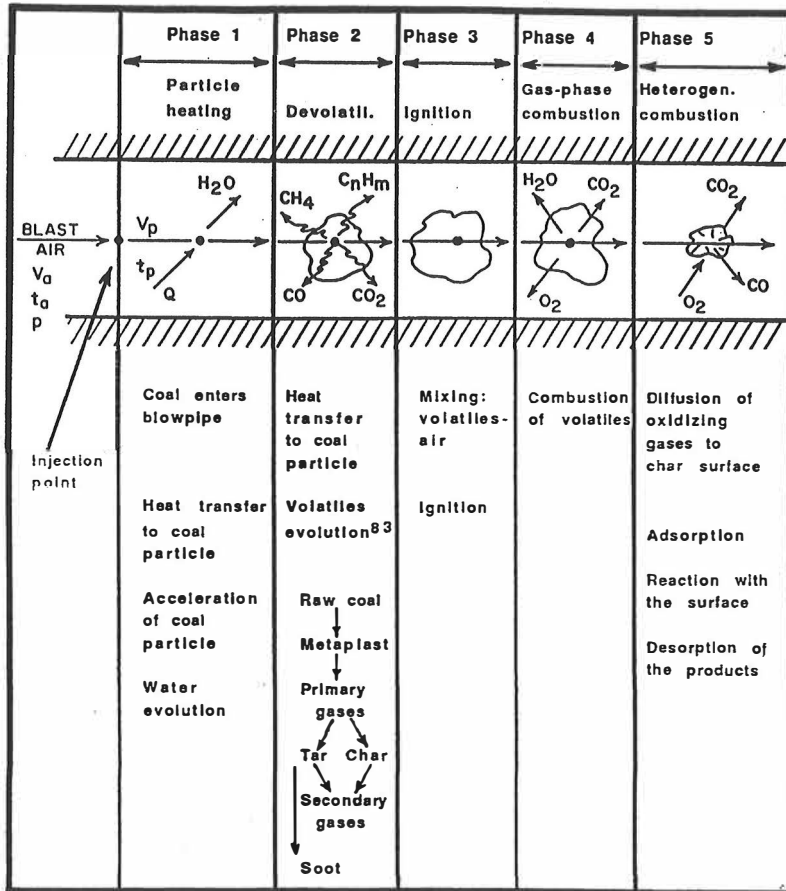 Phase 1
Phase 2
Phase 3
Phase 4
Phase 5
Particle
heating
Devolatil.
Ignition
Gas-phase
combustion
Heterogen.
combustion
BLAST
AIR
Va
ta
p
Injection
point
H2O
Vp
tp
Q
CH4
CnHm
CO
CO2
H2O
CO2
O2
CO2
CO
O2
Coal enters
blowpipe
Heat transfer
to coal
particle
Acceleration
of coal
particle
Water
evolution
Heat
transfer
to coal
particle
Volatiles
evolution83
Raw coal
Metaplast
Primary
gases
Tar Char
Secondary
gases
Soot
Mixing:
volatiles-
air
Ignition
Combustion
of volatiles
Diffusion of
oxidizing
gases to
char surface
Adsorption
Reaction with
the surface
Desorption of
the products